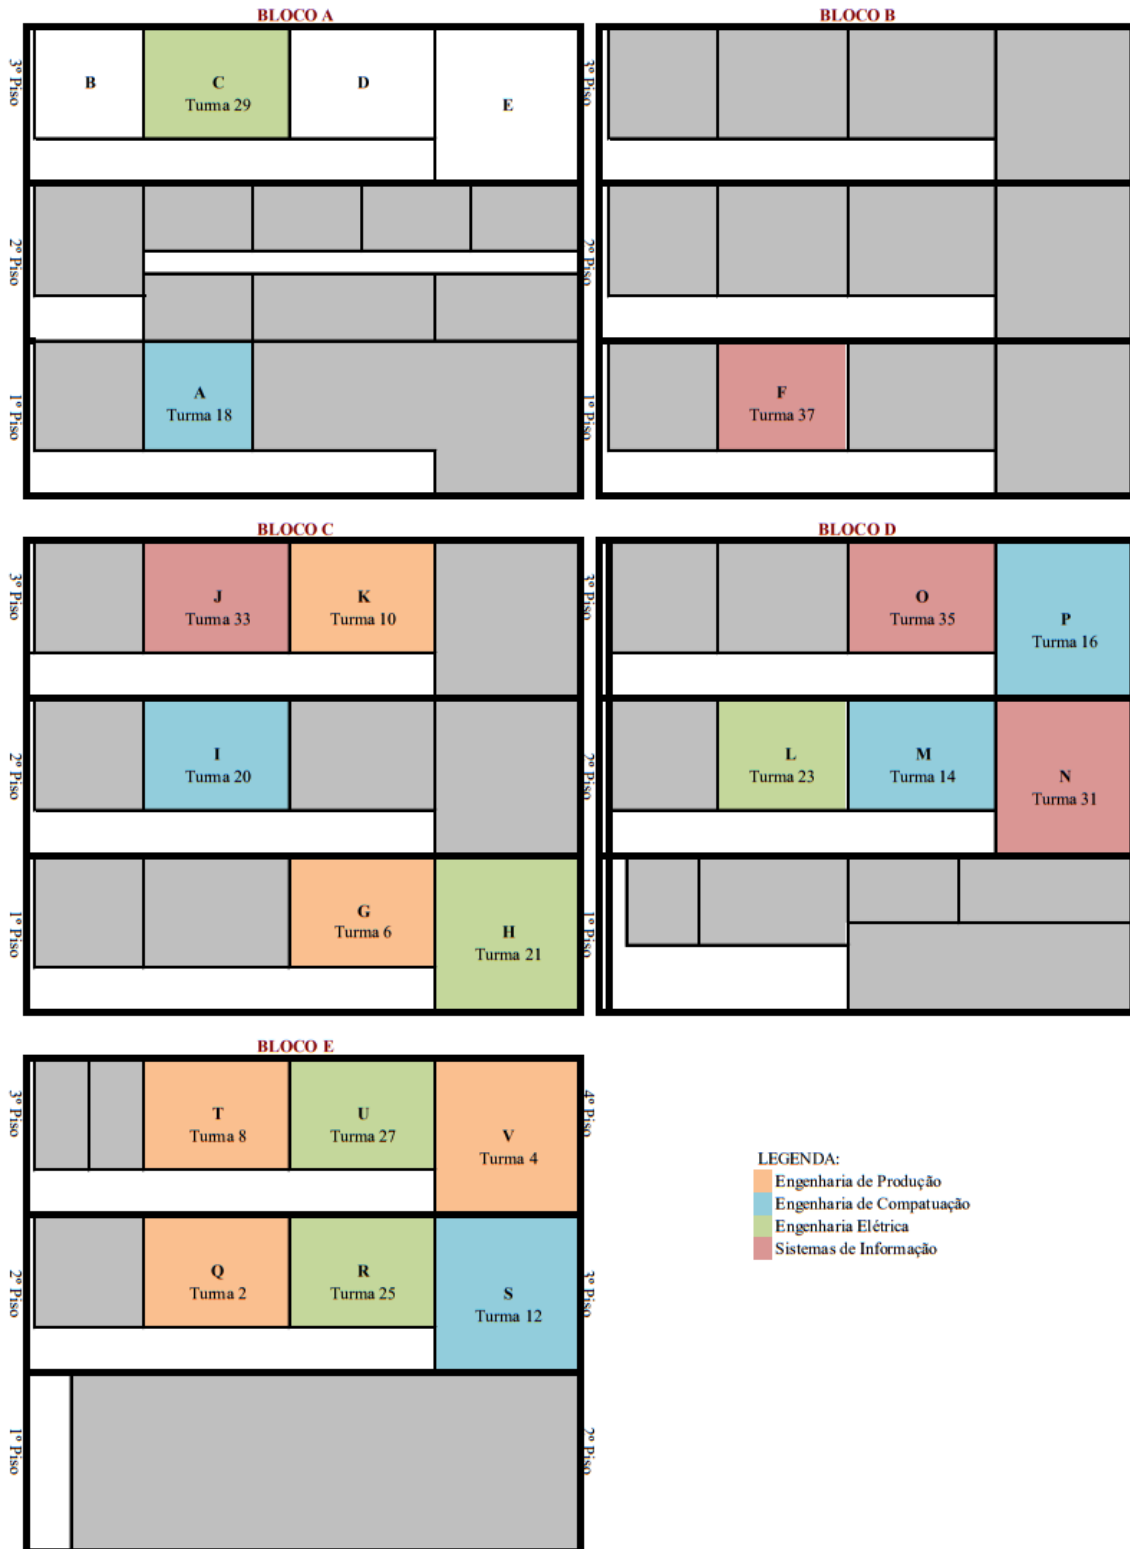 BLOCO A
3º Piso
B
C
Turma 29
D
E
2º Piso
1º Piso
A
Turma 18
BLOCO B
3º Piso
2º Piso
1º Piso
F
Turma 37
BLOCO C
3º Piso
J
Turma 33
K
Turma 10
2º Piso
I
Turma 20
1º Piso
G
Turma 6
H
Turma 21
BLOCO D
3º Piso
O
Turma 35
P
Turma 16
2º Piso
L
Turma 23
M
Turma 14
N
Turma 31
1º Piso
BLOCO E
3º Piso
T
Turma 8
U
Turma 27
V
Turma 4
4º Piso
2º Piso
Q
Turma 2
R
Turma 25
S
Turma 12
3º Piso
1º Piso
2º Piso
LEGENDA:
Engenharia de Produção
Engenharia de Compatuação
Engenharia Elétrica
Sistemas de Informação